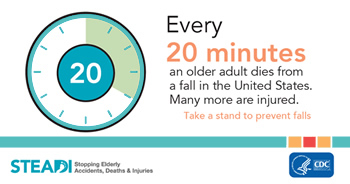 20
Every
20 minutes
an older adult dies from
a fall in the United States.
Many more are injured.
Take a stand to prevent falls
STEADI Stopping Elderly
Accidents, Deaths & Injuries
CDC